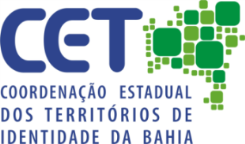 CET
COORDENAÇÃO ESTADUAL
DOS TERRITÓRIOS DE
IDENTIDADE DA BAHIA